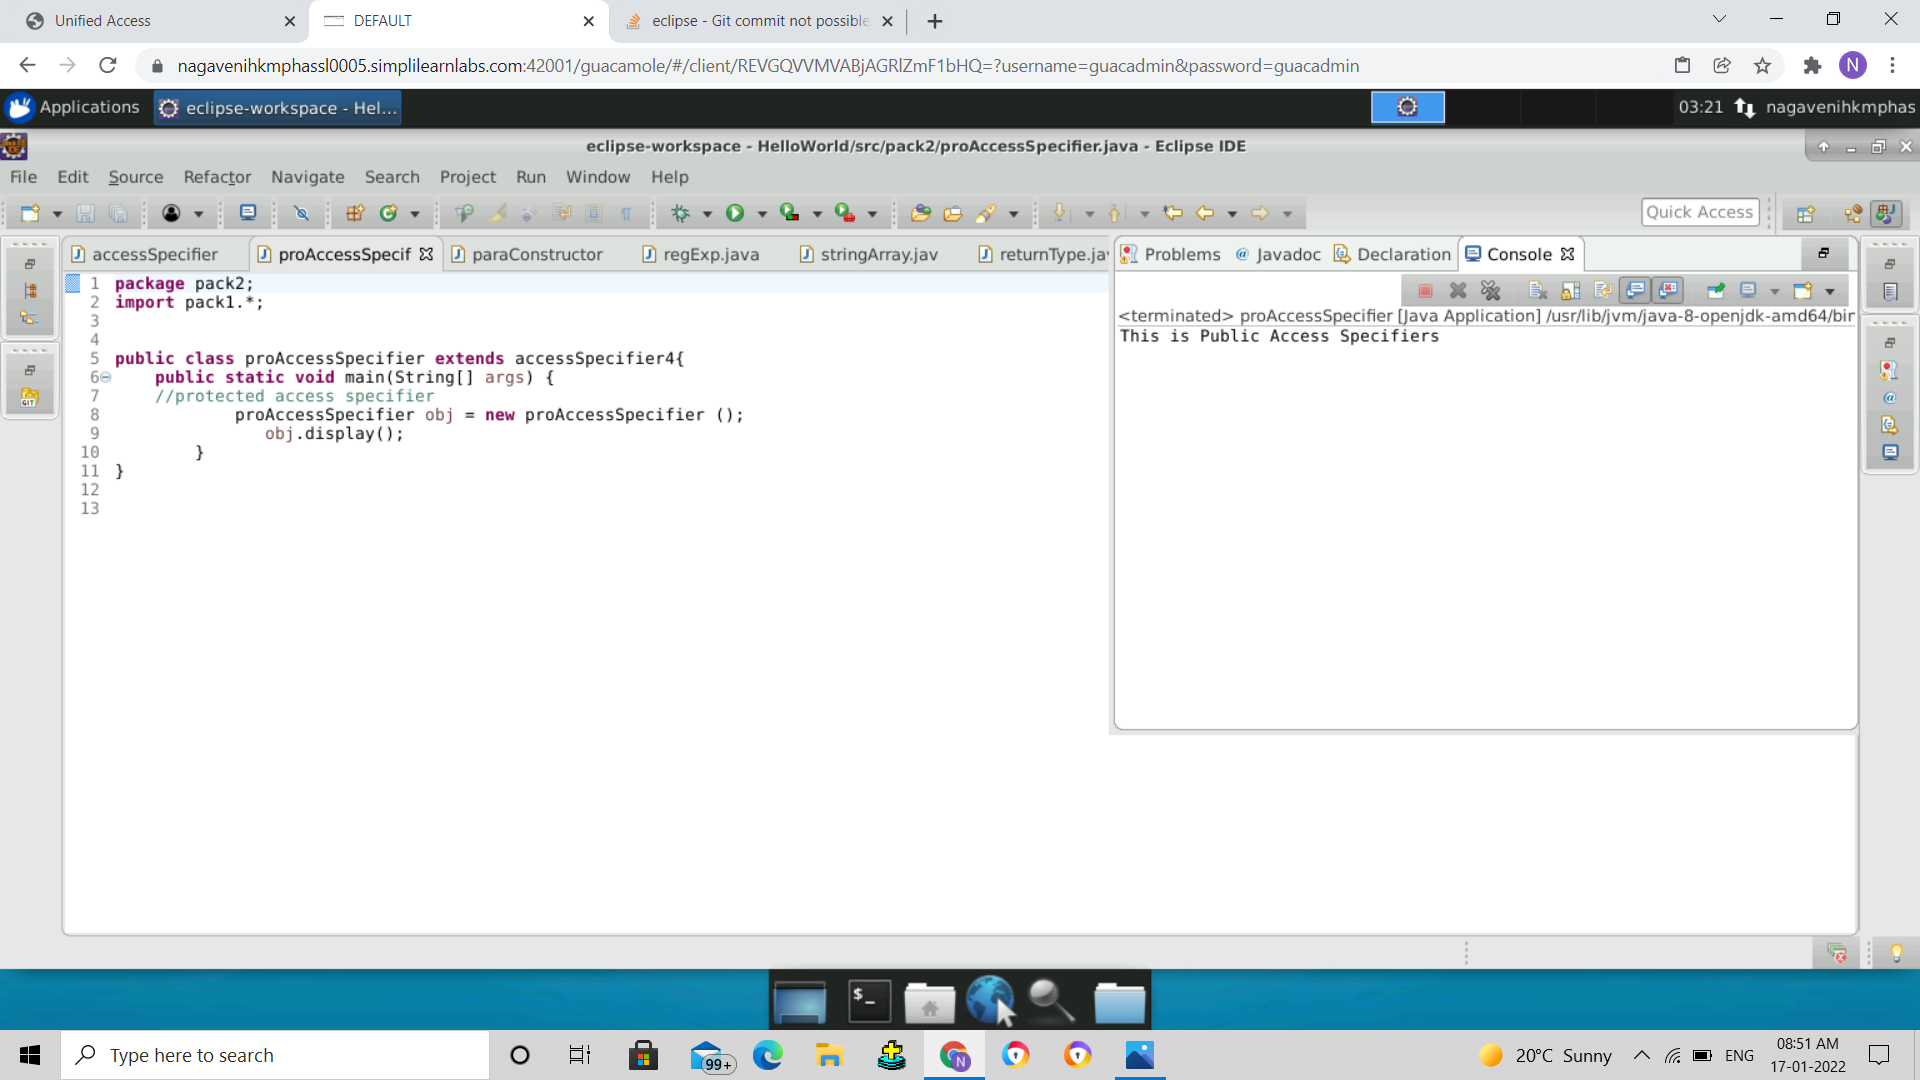 Unified Access
DEFAULT
eclipse - Git commit not possible
nagavenihkmphassl0005.simplilearnlabs.com:42001/guacamole/#/client/REVGQVVMVABjAGRlZmF1bHQ=?username=guacadmin&password=guacadmin
N
Applications
eclipse-workspace - Hel...
03:21
nagavenihkmphas
eclipse-workspace - HelloWorld/src/pack2/proAccessSpecifier.java - Eclipse IDE
File Edit Source Refactor Navigate Search Project Run Window Help
Quick Access
accessSpecifier
proAccessSpecif
paraConstructor
regExp.java
stringArray.jav
returnType.jav
Problems
@ Javadoc
Declaration
Console
1 package pack2;
2 import pack1.*;
3
4
5 public class proAccessSpecifier extends accessSpecifier4{
6 public static void main(String[] args) {
7 //protected access specifier
8 proAccessSpecifier obj = new proAccessSpecifier ();
9 obj.display();
10 }
11 }
12
13
<terminated> proAccessSpecifier [Java Application] /usr/lib/jvm/java-8-openjdk-amd64/bin
This is Public Access Specifiers
GIT
@
$_
Type here to search
99+
N
20°C Sunny
ENG
08:51 AM
17-01-2022